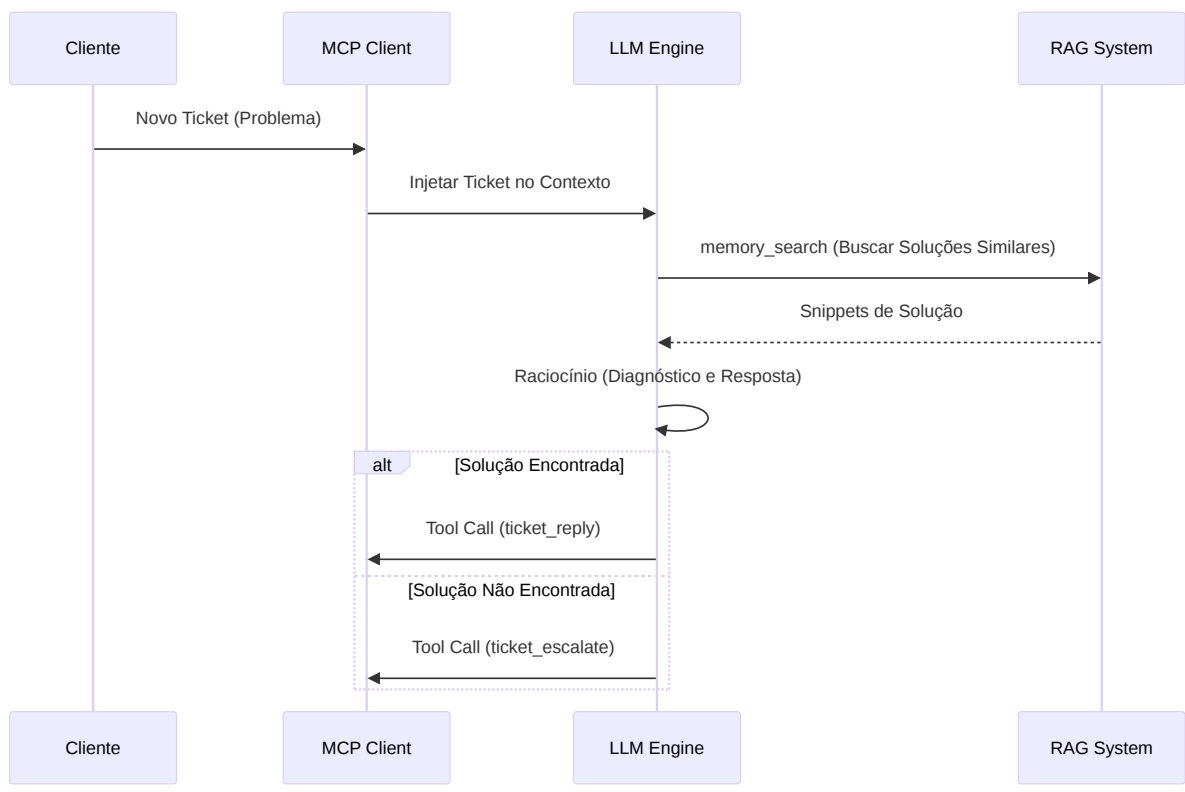 Cliente
MCP Client
LLM Engine
RAG System
Novo Ticket (Problema)
Injetar Ticket no Contexto
memory_search (Buscar Soluções Similares)
Snippets de Solução
Raciocínio (Diagnóstico e Resposta)
alt
[Solução Encontrada]
Tool Call (ticket_reply)
[Solução Não Encontrada]
Tool Call (ticket_escalate)
Cliente
MCP Client
LLM Engine
RAG System